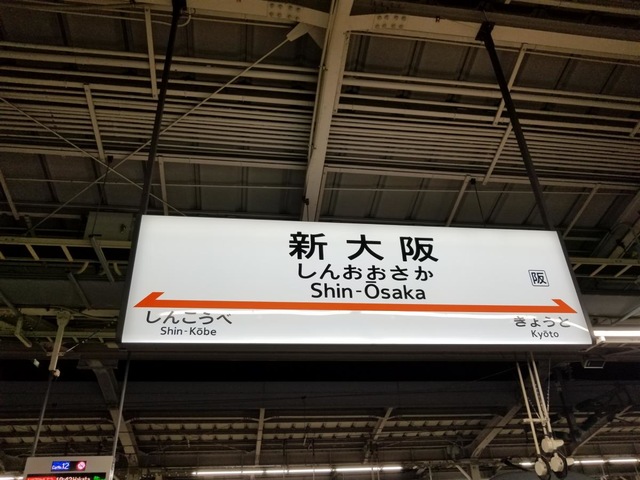 新大阪
しんおおさか
Shin-Ōsaka
阪
しんこうべ
Shin-Kōbe
きょうと
Kyōto
12